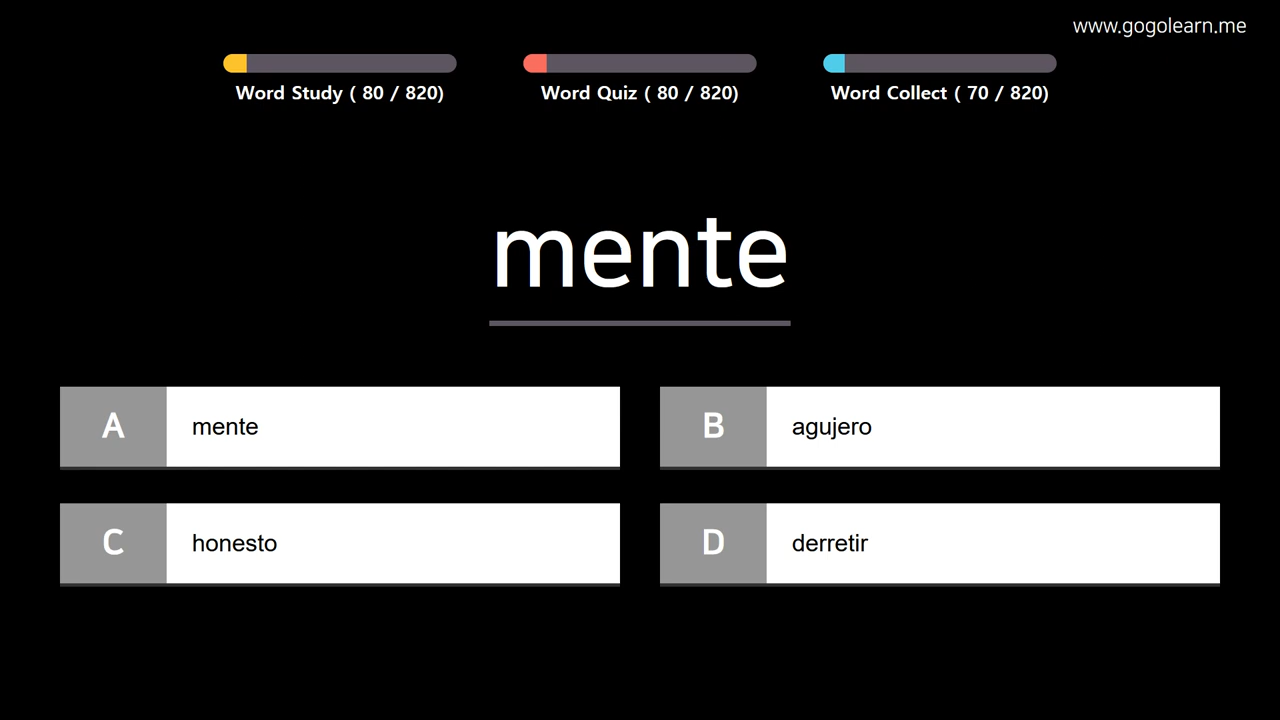 www.gogolearn.me
Word Study ( 80 / 820)
Word Quiz ( 80 / 820)
Word Collect ( 70 / 820)
mente
A mente
B agujero
C honesto
D derretir